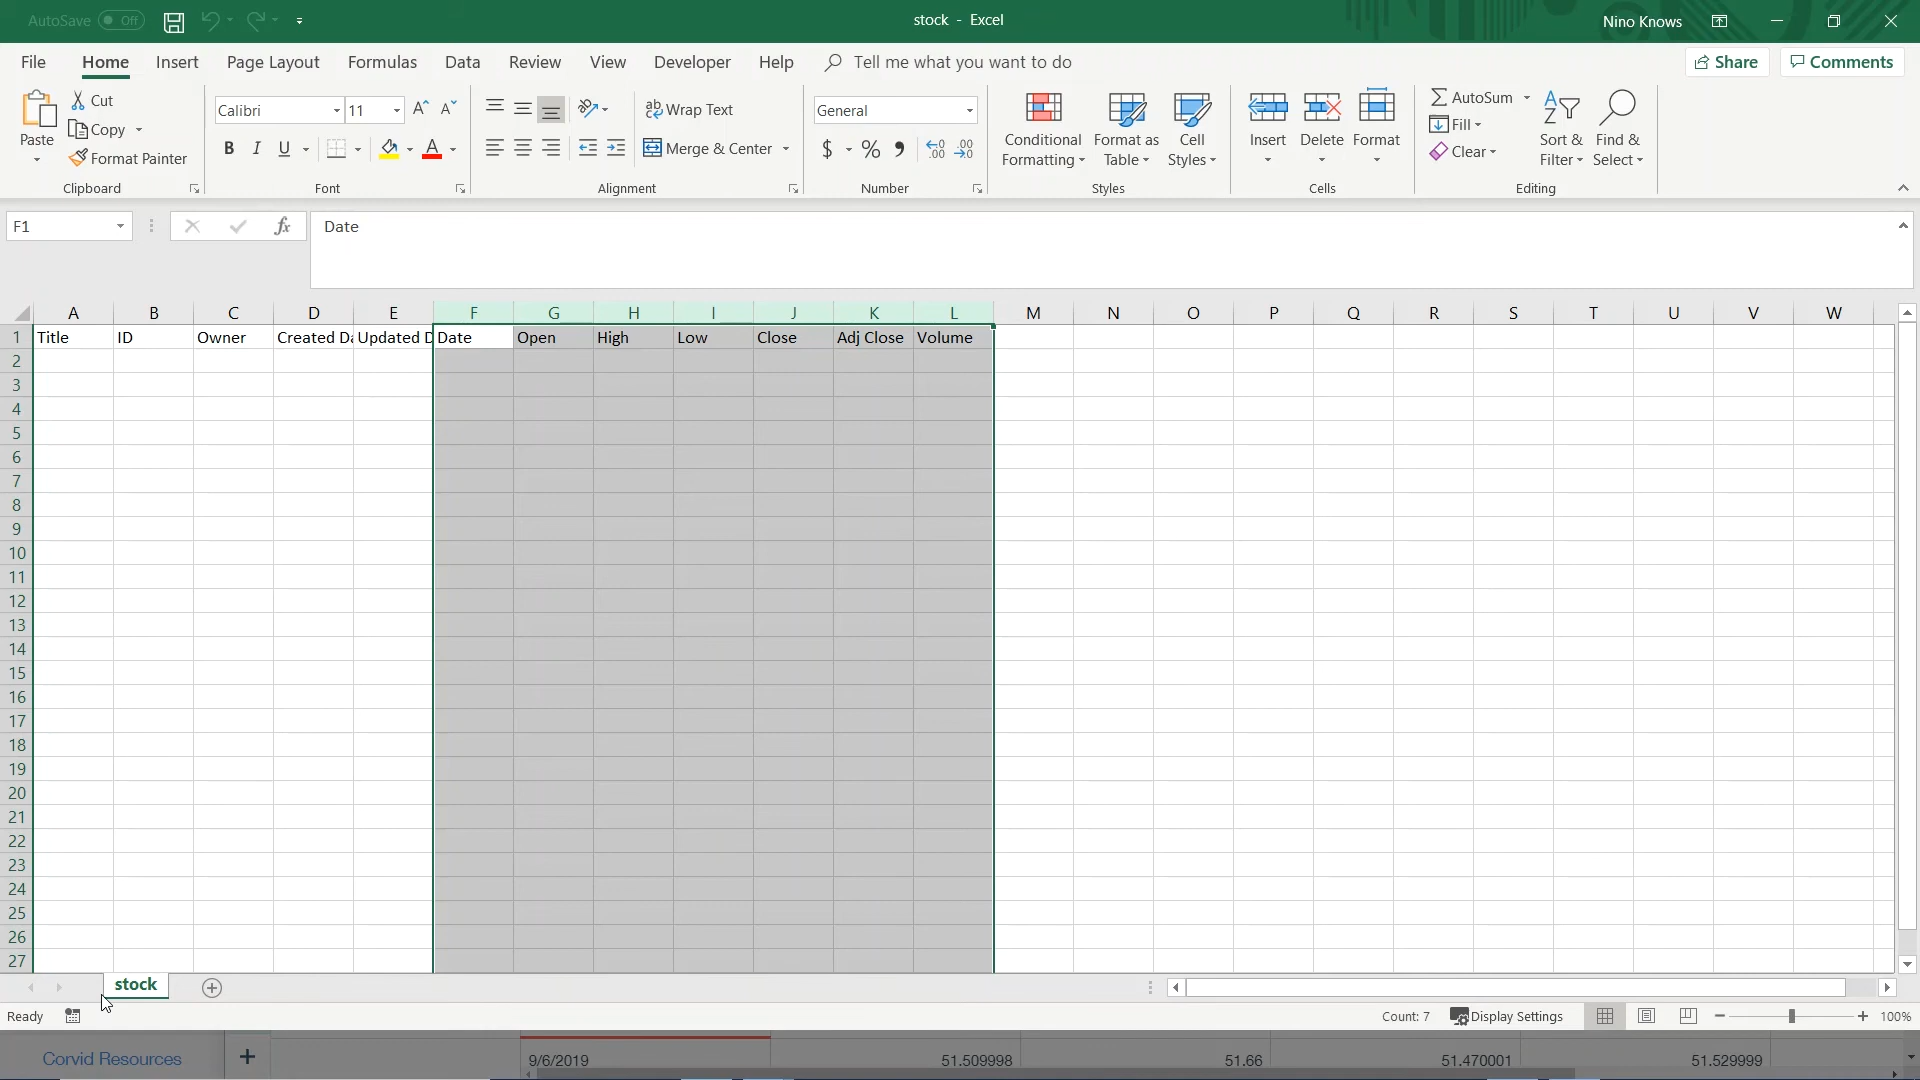 AutoSave Off stock - Excel Nino Knows
File Home Insert Page Layout Formulas Data Developer Review View Developer Help Tell me what you want to do Share Comments
Paste
Cut
Copy
Format Painter
Clipboard
Calibri 11
B I U A
Font
ab Wrap Text
Merge & Center
Alignment
General
$ % 9
Number
Conditional Formatting
Format as Table
Cell Styles
Styles
Insert Delete Format
Cells
AutoSum
Fill
Clear
Sort & Filter
Find & Select
Editing
F1 fx Date
A B C D E F G H I J K L M N O P Q R S T U V W
1 Title ID Owner Created Da Updated D Date Open High Low Close Adj Close Volume
2
3
4
5
6
7
8
9
10
11
12
13
14
15
16
17
18
19
20
21
22
23
24
25
26
27
stock
Ready Count: 7 Display Settings 100%
Corvid Resources + 9/6/2019 51.509998 51.66 51.470001 51.529999